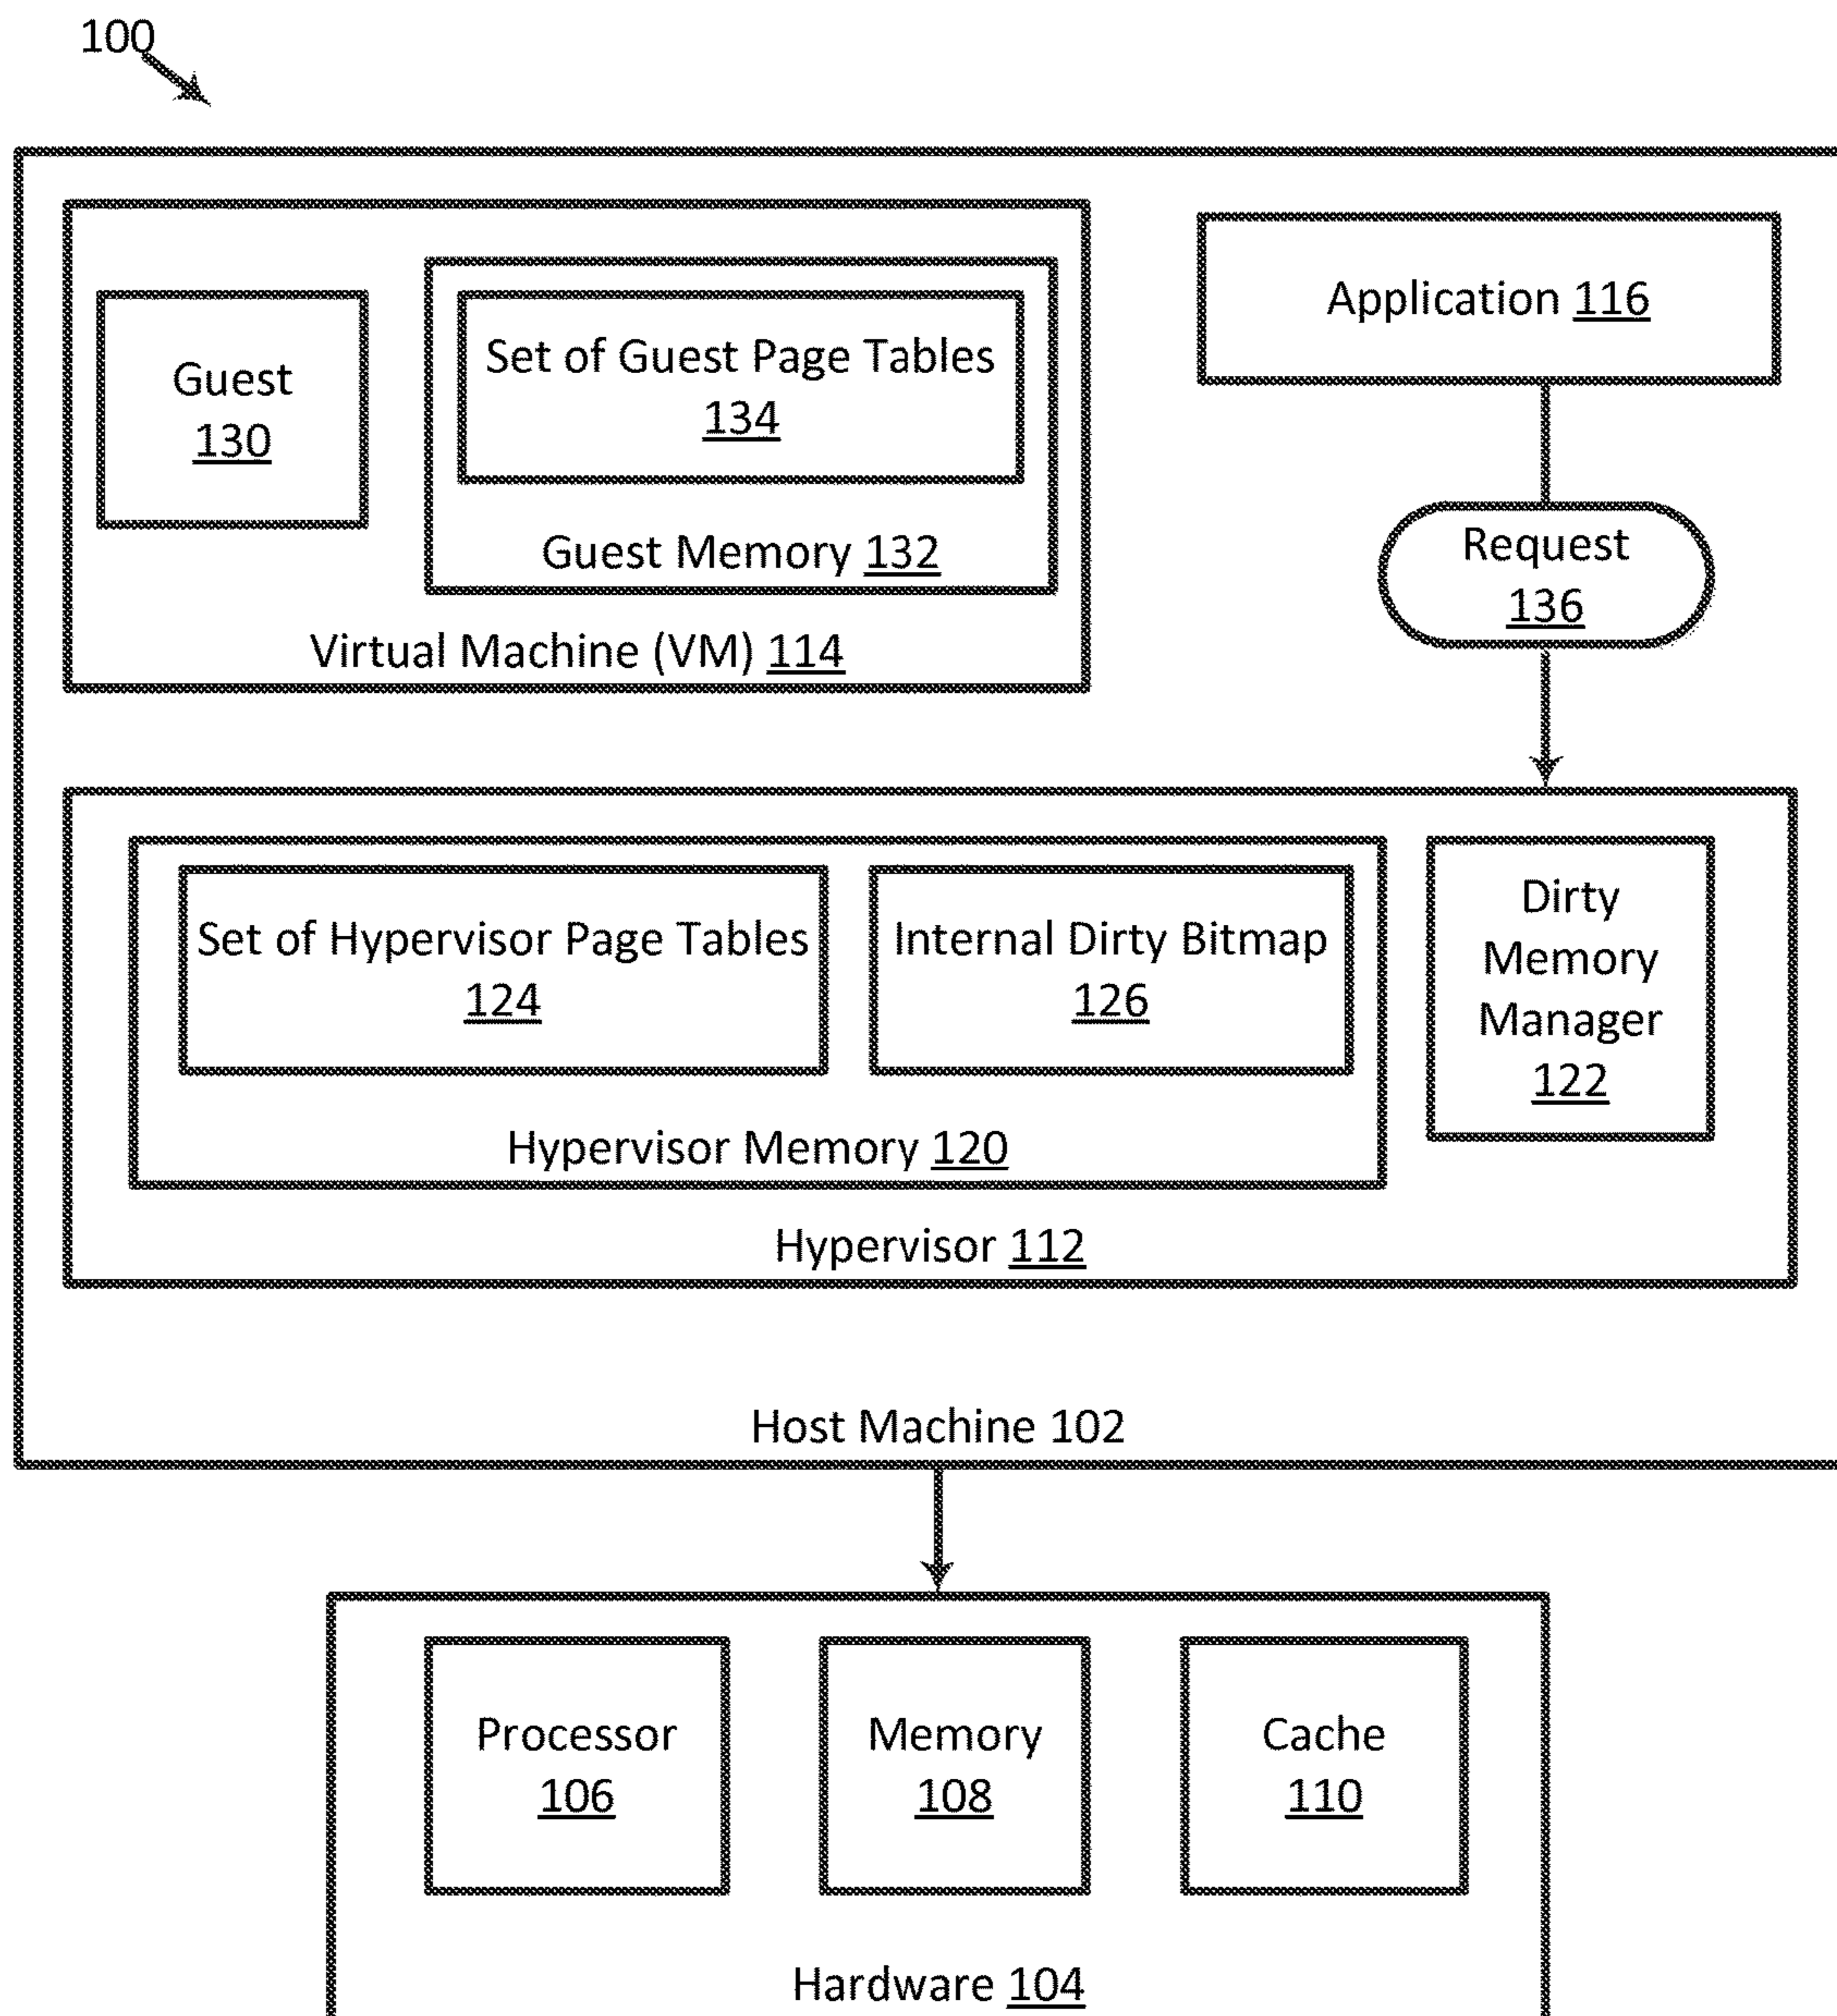 100
Application 116
Set of Guest Page Tables
134
Guest
130
Guest Memory 132
Request
136
Virtual Machine (VM) 114
Set of Hypervisor Page Tables
124
Internal Dirty Bitmap
126
Dirty
Memory
Manager
122
Hypervisor Memory 120
Hypervisor 112
Host Machine 102
Processor
106
Memory
108
Cache
110
Hardware 104